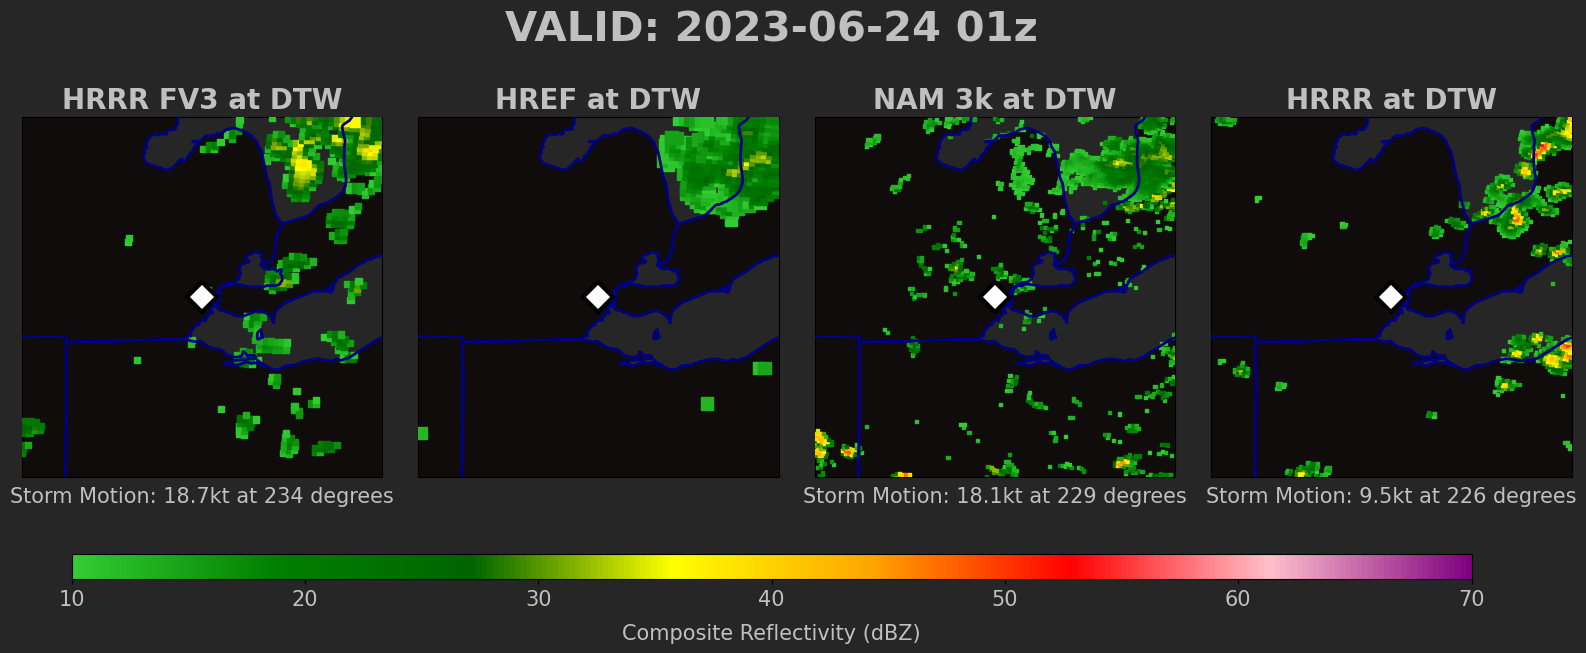 VALID: 2023-06-24 01z
HRRR FV3 at DTW
HREF at DTW
NAM 3k at DTW
HRRR at DTW
Storm Motion: 18.7kt at 234 degrees
Storm Motion: 18.1kt at 229 degrees
Storm Motion: 9.5kt at 226 degrees
10 20 30 40 50 60 70
Composite Reflectivity (dBZ)